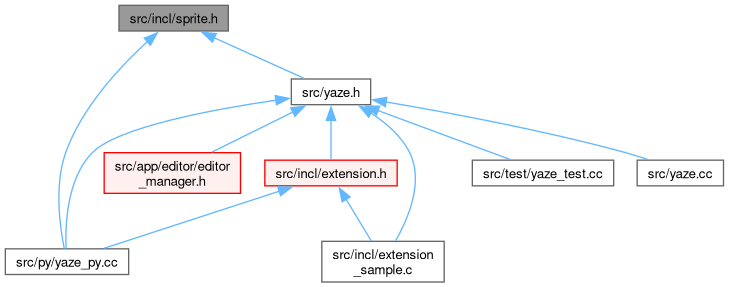 src/incl/sprite.h
src/yaze.h
src/app/editor/editor
_manager.h
src/incl/extension.h
src/test/yaze_test.cc
src/yaze.cc
src/py/yaze_py.cc
src/incl/extension
_sample.c